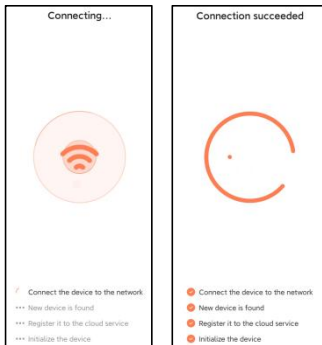 Connecting...
Connect the device to the network
New device is found
Register it to the cloud service
Initialize the device
Connection succeeded
Connect the device to the network
New device is found
Register it to the cloud service
Initialize the device